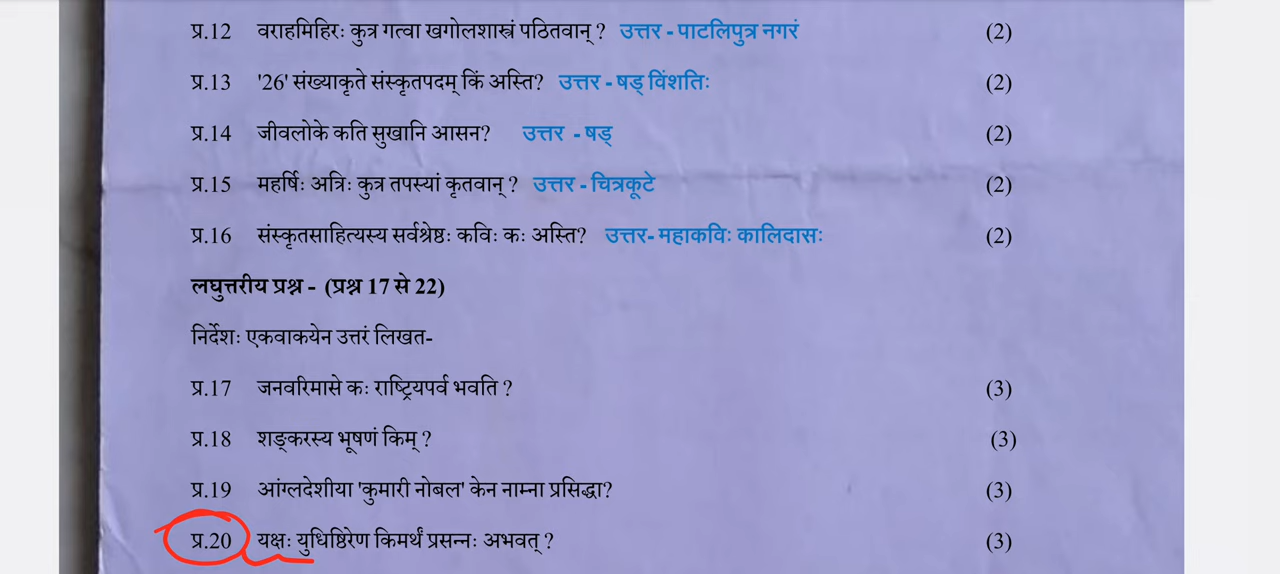 प्र.12 वराहमिहिरः कुत्र गत्वा खगोलशास्त्रं पठितवान् ? उत्तर - पाटलिपुत्र नगरं (2)
प्र.13 '26' संख्याकृते संस्कृतपदम् किं अस्ति? उत्तर - षड् विंशतिः (2)
प्र.14 जीवलोके कति सुखानि आसन? उत्तर - षड् (2)
प्र.15 महर्षिः अत्रिः कुत्र तपस्यां कृतवान् ? उत्तर - चित्रकूटे (2)
प्र.16 संस्कृतसाहित्यस्य सर्वश्रेष्ठः कविः कः अस्ति? उत्तर- महाकविः कालिदासः (2)
लघुत्तरीय प्रश्न - (प्रश्न 17 से 22)
निर्देशः एकवाकयेन उत्तरं लिखत-
प्र.17 जनवरिमासे कः राष्ट्रियपर्व भवति ? (3)
प्र.18 शङ्करस्य भूषणं किम् ? (3)
प्र.19 आंग्लदेशीया 'कुमारी नोबल' केन नाम्ना प्रसिद्धा? (3)
प्र.20 यक्षः युधिष्ठिरेण किमर्थं प्रसन्नः अभवत् ? (3)